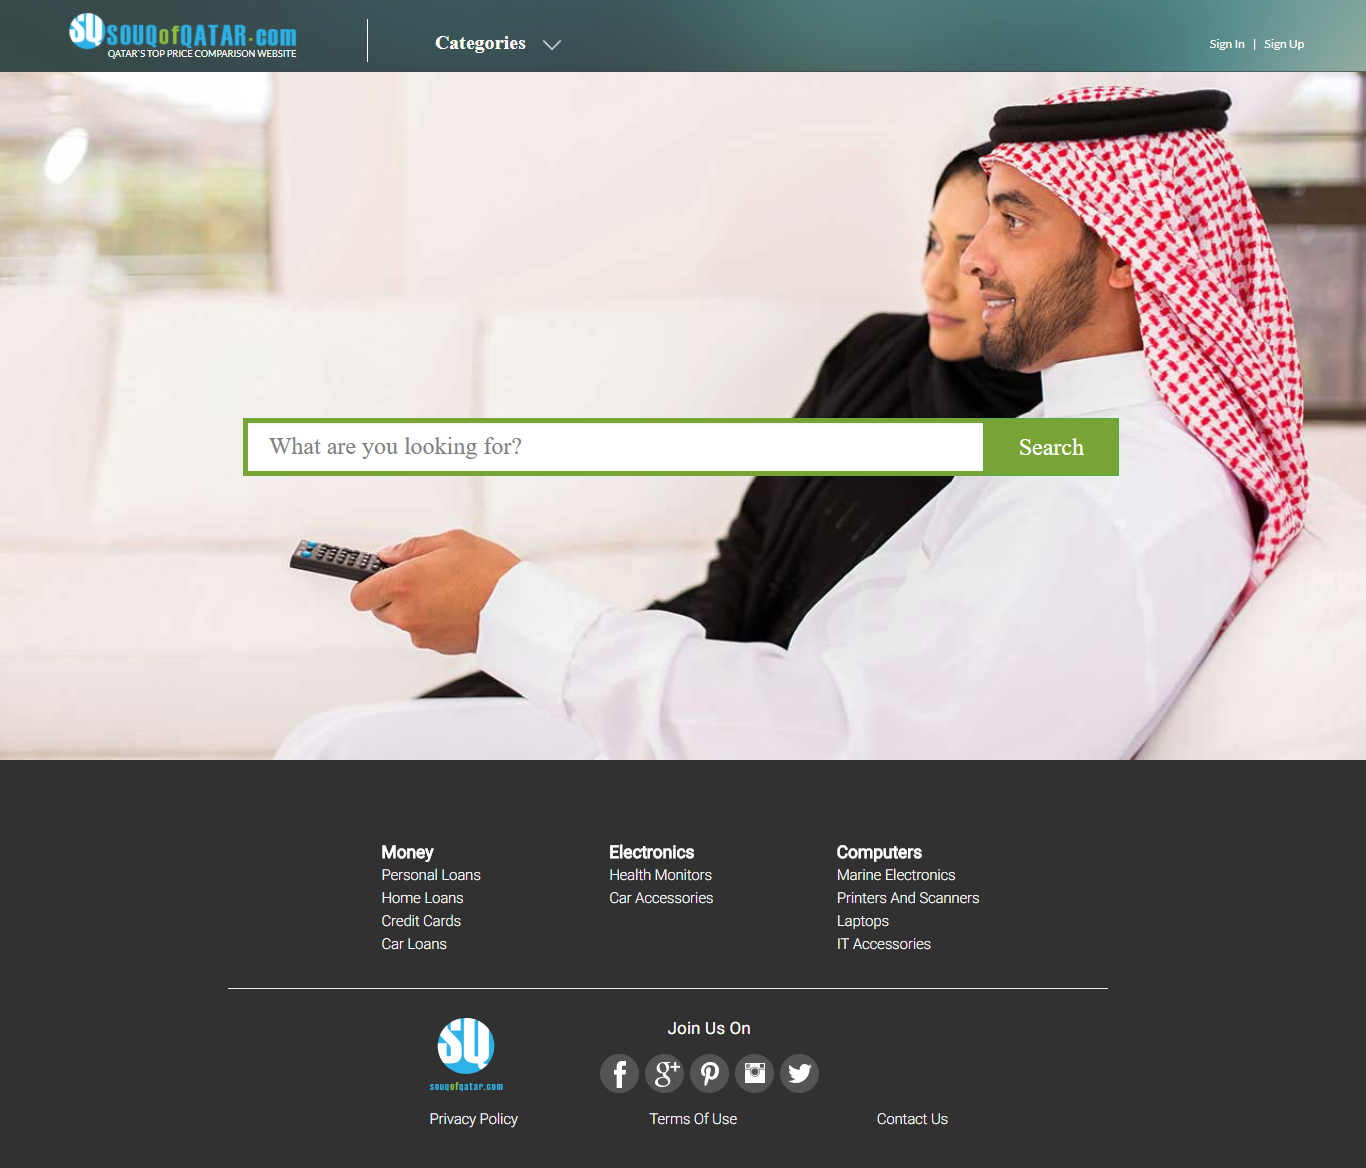 SQ SOUQofQATAR.com
QATAR'S TOP PRICE COMPARISON WEBSITE
Categories
Sign In | Sign Up
What are you looking for?
Search
Money
Personal Loans
Home Loans
Credit Cards
Car Loans
Electronics
Health Monitors
Car Accessories
Computers
Marine Electronics
Printers And Scanners
Laptops
IT Accessories
SQ
souqofqatar.com
Join Us On
f g+ p
Privacy Policy
Terms Of Use
Contact Us